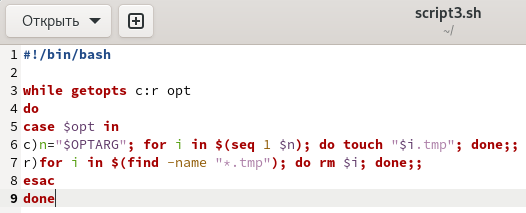 Открыть
script3.sh
~/
1 #!/bin/bash
2
3 while getopts c:r opt
4 do
5 case $opt in
6 c)n="$OPTARG"; for i in $(seq 1 $n); do touch "$i.tmp"; done;;
7 r)for i in $(find -name "*.tmp"); do rm $i; done;;
8 esac
9 done